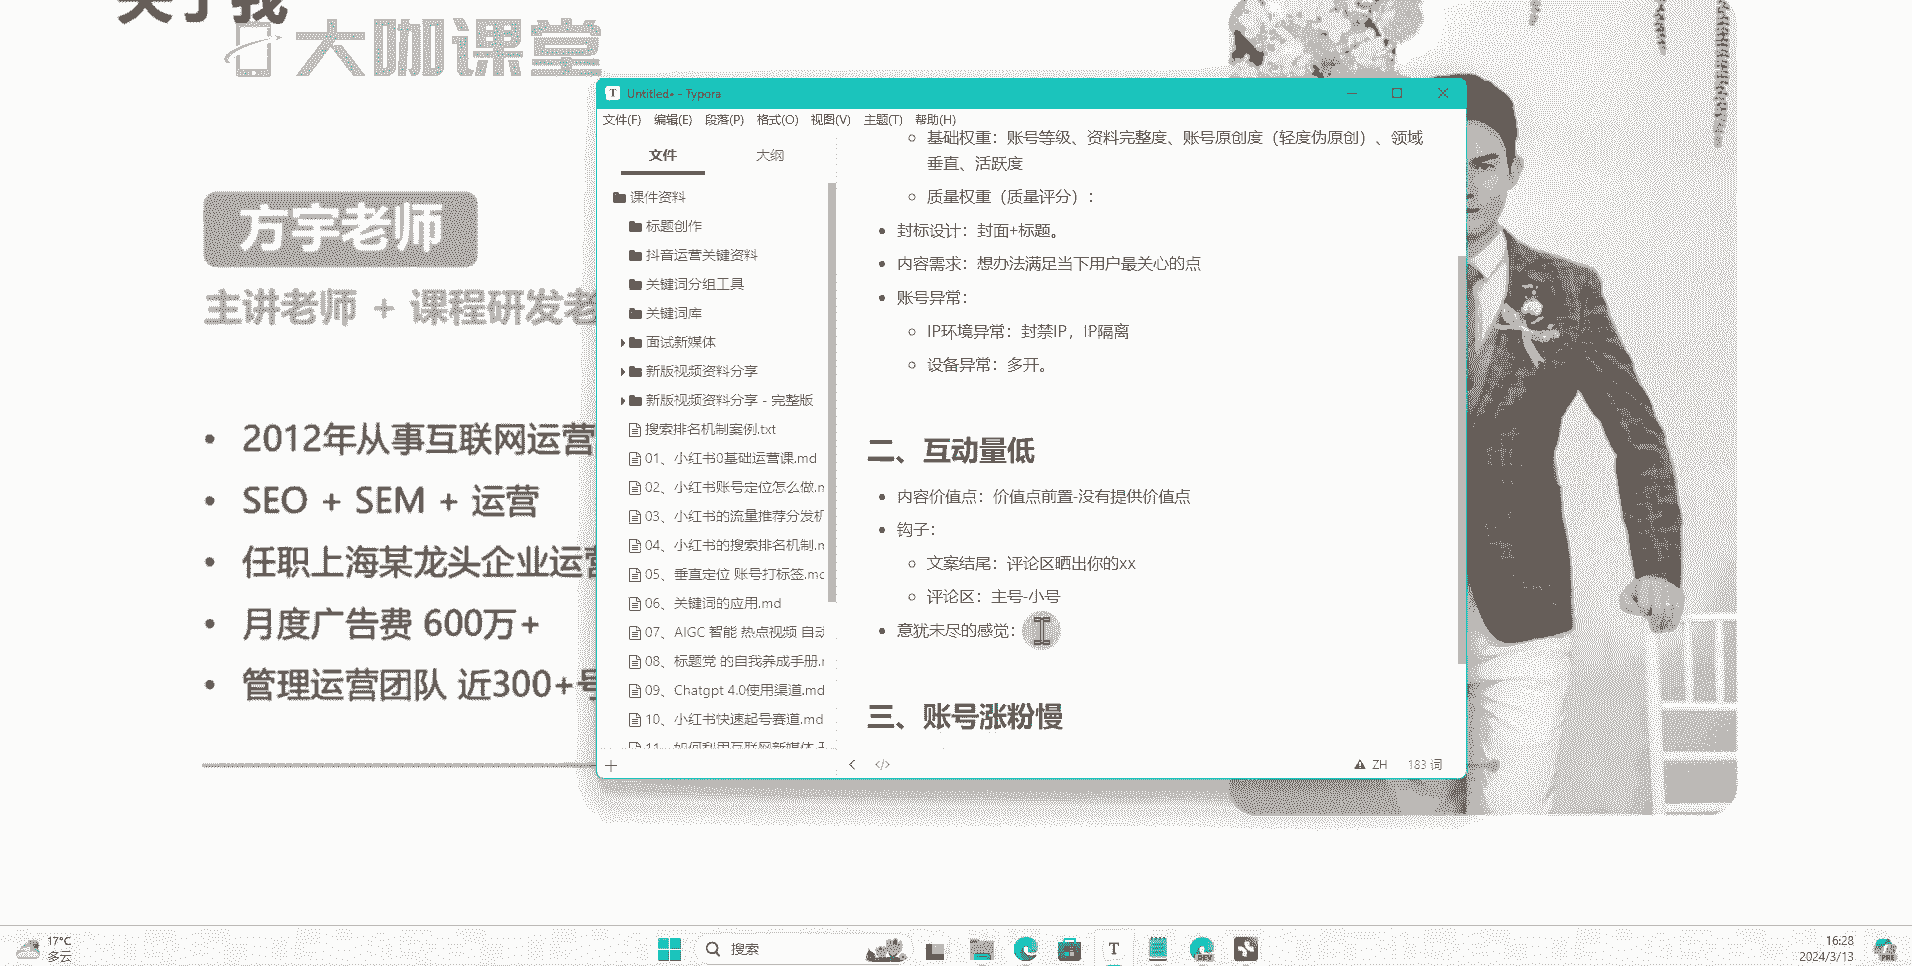 关于我
大咖课堂
方宇老师
主讲老师 + 课程研发老
2012年从事互联网运营
SEO + SEM + 运营
任职上海某龙头企业运营
月度广告费 600万+
管理运营团队 近300+号
Untitled• - Typora
文件(F) 编辑(E) 段落(P) 格式(O) 视图(V) 主题(T) 帮助(H)
文件 大纲
课件资料
标题创作
抖音运营关键资料
关键词分组工具
关键词库
面试新媒体
新版视频资料分享
新版视频资料分享 - 完整版
搜索排名机制案例.txt
01、小红书0基础运营课.md
02、小红书账号定位怎么做.m
03、小红书的流量推荐分发机
04、小红书的搜索排名机制.m
05、垂直定位 账号打标签.mc
06、关键词的应用.md
07、AIGC 智能 热点视频 自动
08、标题党 的自我养成手册.r
09、Chatgpt 4.0使用渠道.md
10、小红书快速起号赛道.md
11、如何利用互联网新媒体
基础权重：账号等级、资料完整度、账号原创度（轻度伪原创）、领域
垂直、活跃度
质量权重（质量评分）：
封标设计：封面+标题。
内容需求：想办法满足当下用户最关心的点
账号异常：
IP环境异常：封禁IP，IP隔离
设备异常：多开。
二、互动量低
内容价值点：价值点前置-没有提供价值点
钩子：
文案结尾：评论区晒出你的xx
评论区：主号-小号
意犹未尽的感觉：
三、账号涨粉慢
ZH 183 词
17°C
多云
搜索
16:28
2024/3/13